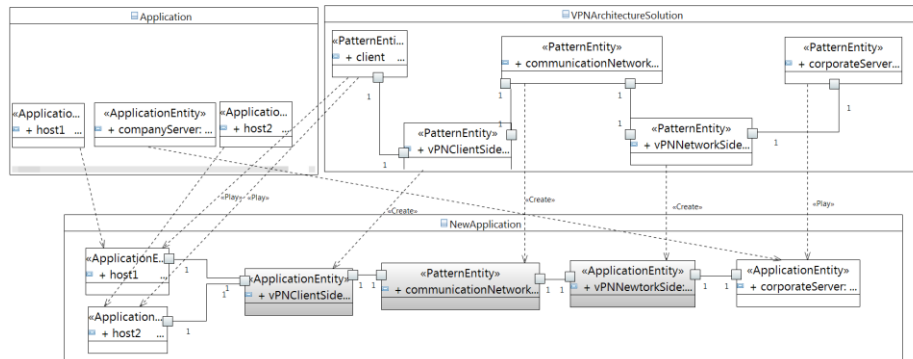 Application
«Applicatio...
+ host1 ...
«ApplicationEntity»
+ companyServer: ...
«Applicatio...
+ host2 ...
VPNArchitectureSolution
«PatternEnti...
+ client ...
«PatternEntity»
+ communicationNetwork...
«PatternEntity»
+ corporateServer...
1
1
1
1
«PatternEntity»
+ vPNClientSide...
1
1
«PatternEntity»
+ vPNNetworkSide...
1
1
«Play»
«Play»
«Create»
«Create»
«Create»
«Play»
NewApplication
«ApplicationE...
+ host1 ...
1
«Application...
+ host2 ...
1
1
1
«ApplicationEntity»
+ vPNClientSide...
1
1
«PatternEntity»
+ communicationNetwork...
1
1
«ApplicationEntity»
+ vPNNewtorkSide:...
1
1
«ApplicationEntity»
+ corporateServer: ...